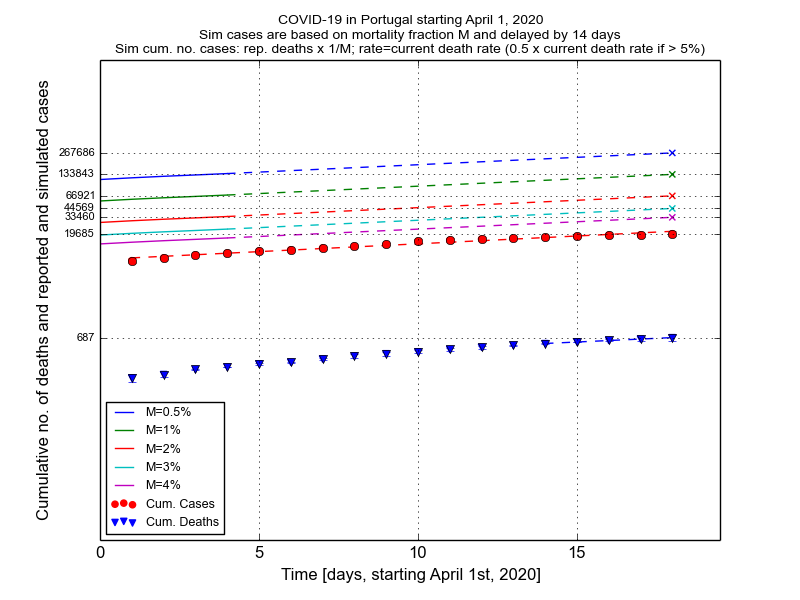 COVID-19 in Portugal starting April 1, 2020
Sim cases are based on mortality fraction M and delayed by 14 days
Sim cum. no. cases: rep. deaths x 1/M; rate=current death rate (0.5 x current death rate if > 5%)
Cumulative no. of deaths and reported and simulated cases
267686
133843
66921
44569
33460
19685
687
M=0.5%
M=1%
M=2%
M=3%
M=4%
Cum. Cases
Cum. Deaths
0 5 10 15
Time [days, starting April 1st, 2020]